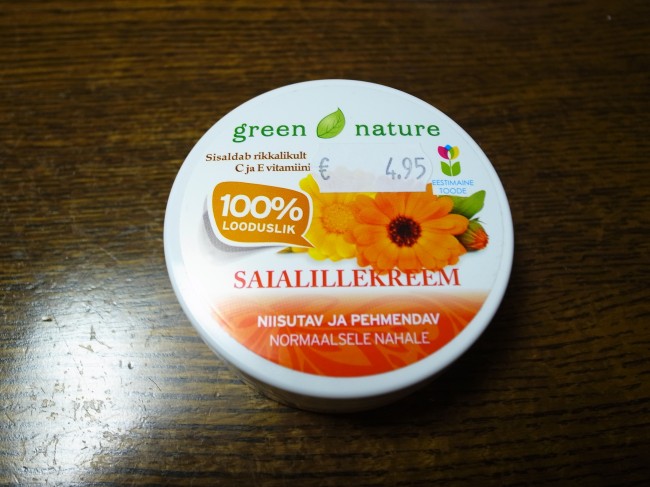 green nature
Sisaldab rikkalikult
C ja E vitamiini
€ 4.95
EESTIMAINE
TOODE
100%
LOODUSLIK
SAIALILLEKREEM
NIISUTAV JA PEHMENDAV
NORMAALSELE NAHALE